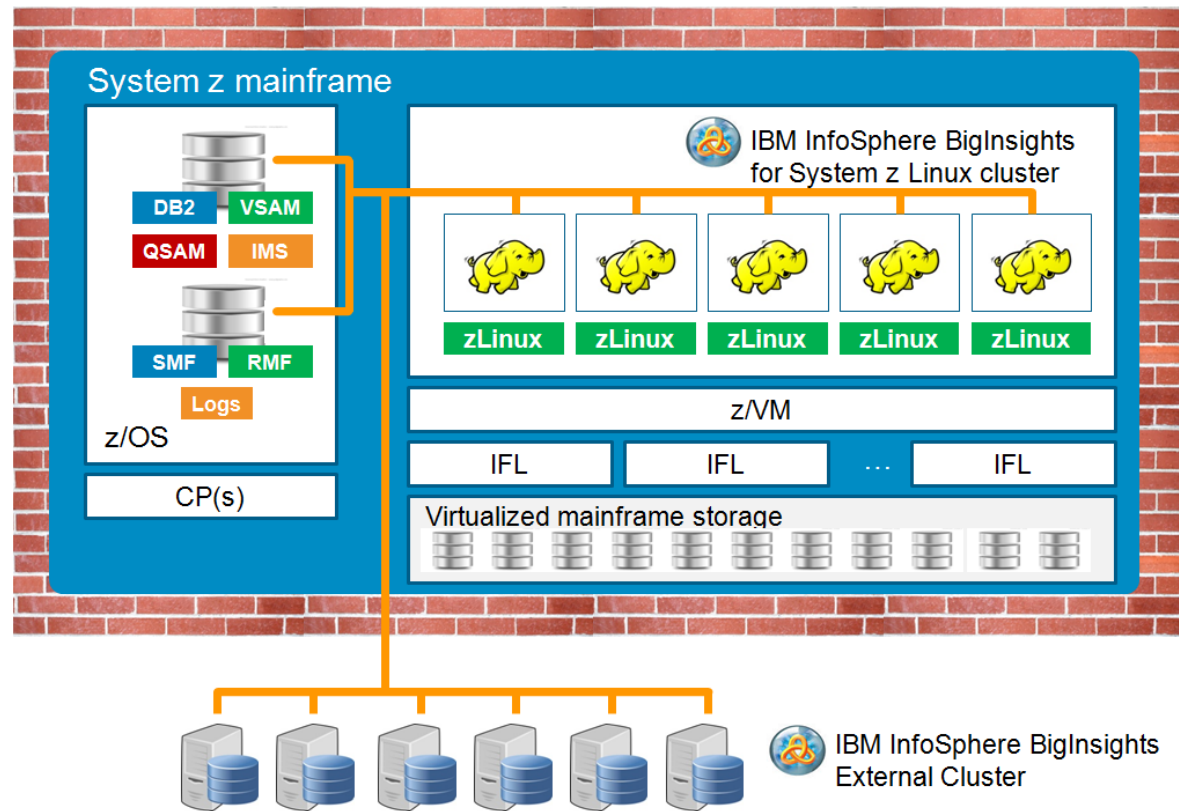 System z mainframe
DB2
VSAM
QSAM
IMS
SMF
RMF
Logs
z/OS
CP(s)
IBM InfoSphere BigInsights
for System z Linux cluster
zLinux
zLinux
zLinux
zLinux
zLinux
z/VM
IFL
IFL
...
IFL
Virtualized mainframe storage
IBM InfoSphere BigInsights
External Cluster